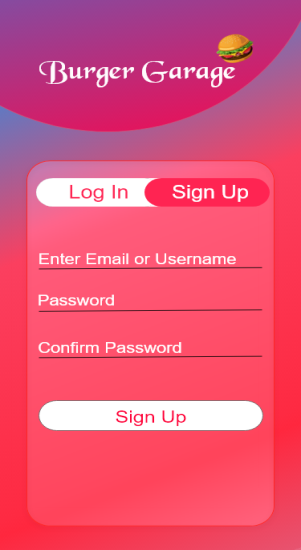 Burger Garage
Log In Sign Up
Enter Email or Username
Password
Confirm Password
Sign Up